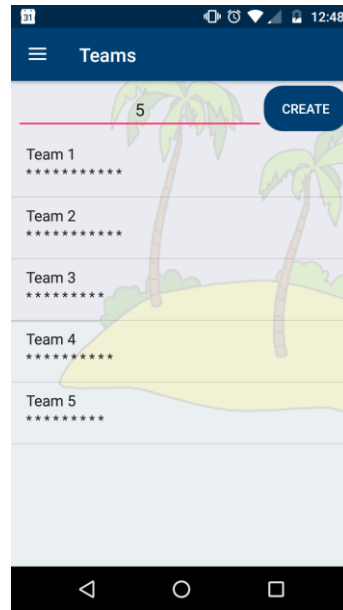 31
12:48
Teams
5
CREATE
Team 1
* * * * * * * * * * *
Team 2
* * * * * * * * * * *
Team 3
* * * * * * * * *
Team 4
* * * * * * * * * *
Team 5
* * * * * * * * *